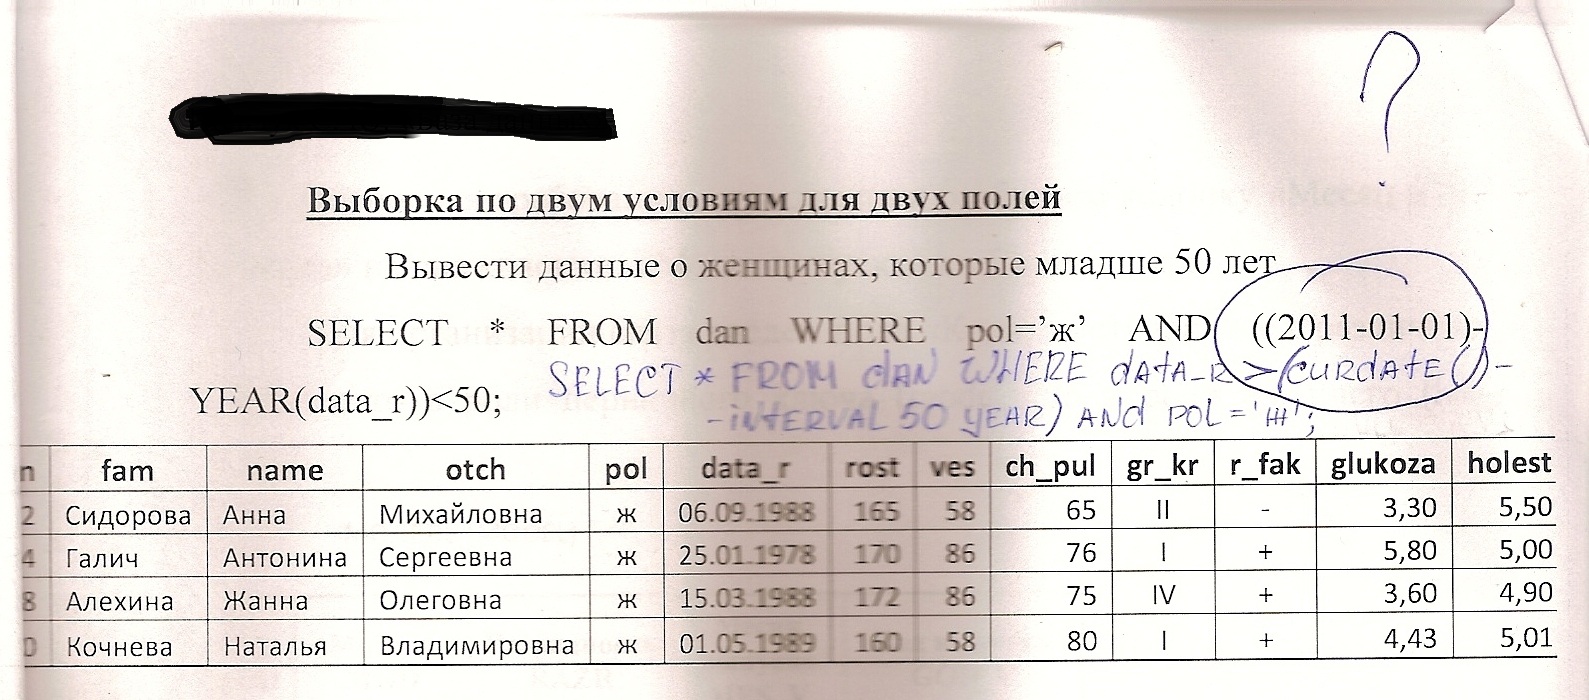 ?
Выборка по двум условиям для двух полей
Вывести данные о женщинах, которые младше 50 лет
SELECT * FROM dan WHERE pol='ж' AND ((2011-01-01)-
YEAR(data_r))<50;
SELECT * FROM dAN WHERE dATA_R > (CURDATE() -
- INTERVAL 50 YEAR) AND POL = 'Ж';
n fam name otch pol data_r rost ves ch_pul gr_kr r_fak glukoza holest
2 Сидорова Анна Михайловна ж 06.09.1988 165 58 65 II - 3,30 5,50
4 Галич Антонина Сергеевна ж 25.01.1978 170 86 76 I + 5,80 5,00
8 Алехина Жанна Олеговна ж 15.03.1988 172 86 75 IV + 3,60 4,90
0 Кочнева Наталья Владимировна ж 01.05.1989 160 58 80 I + 4,43 5,01